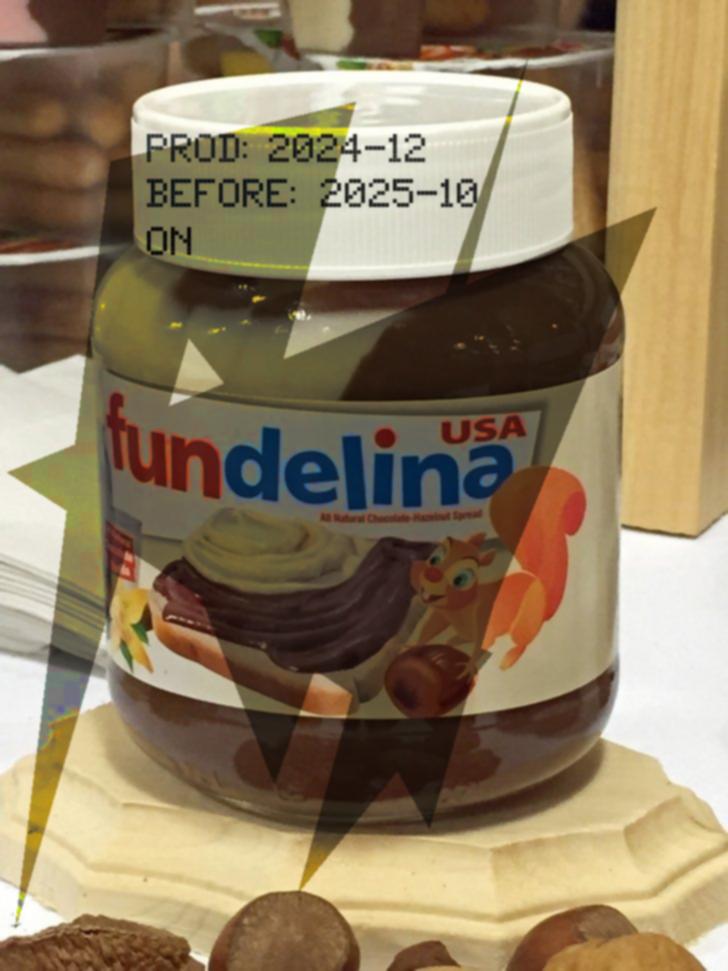 PROD: 2024-12
BEFORE: 2025-10
ON
fundelina
USA
All Natural Chocolate-Hazelnut Spread